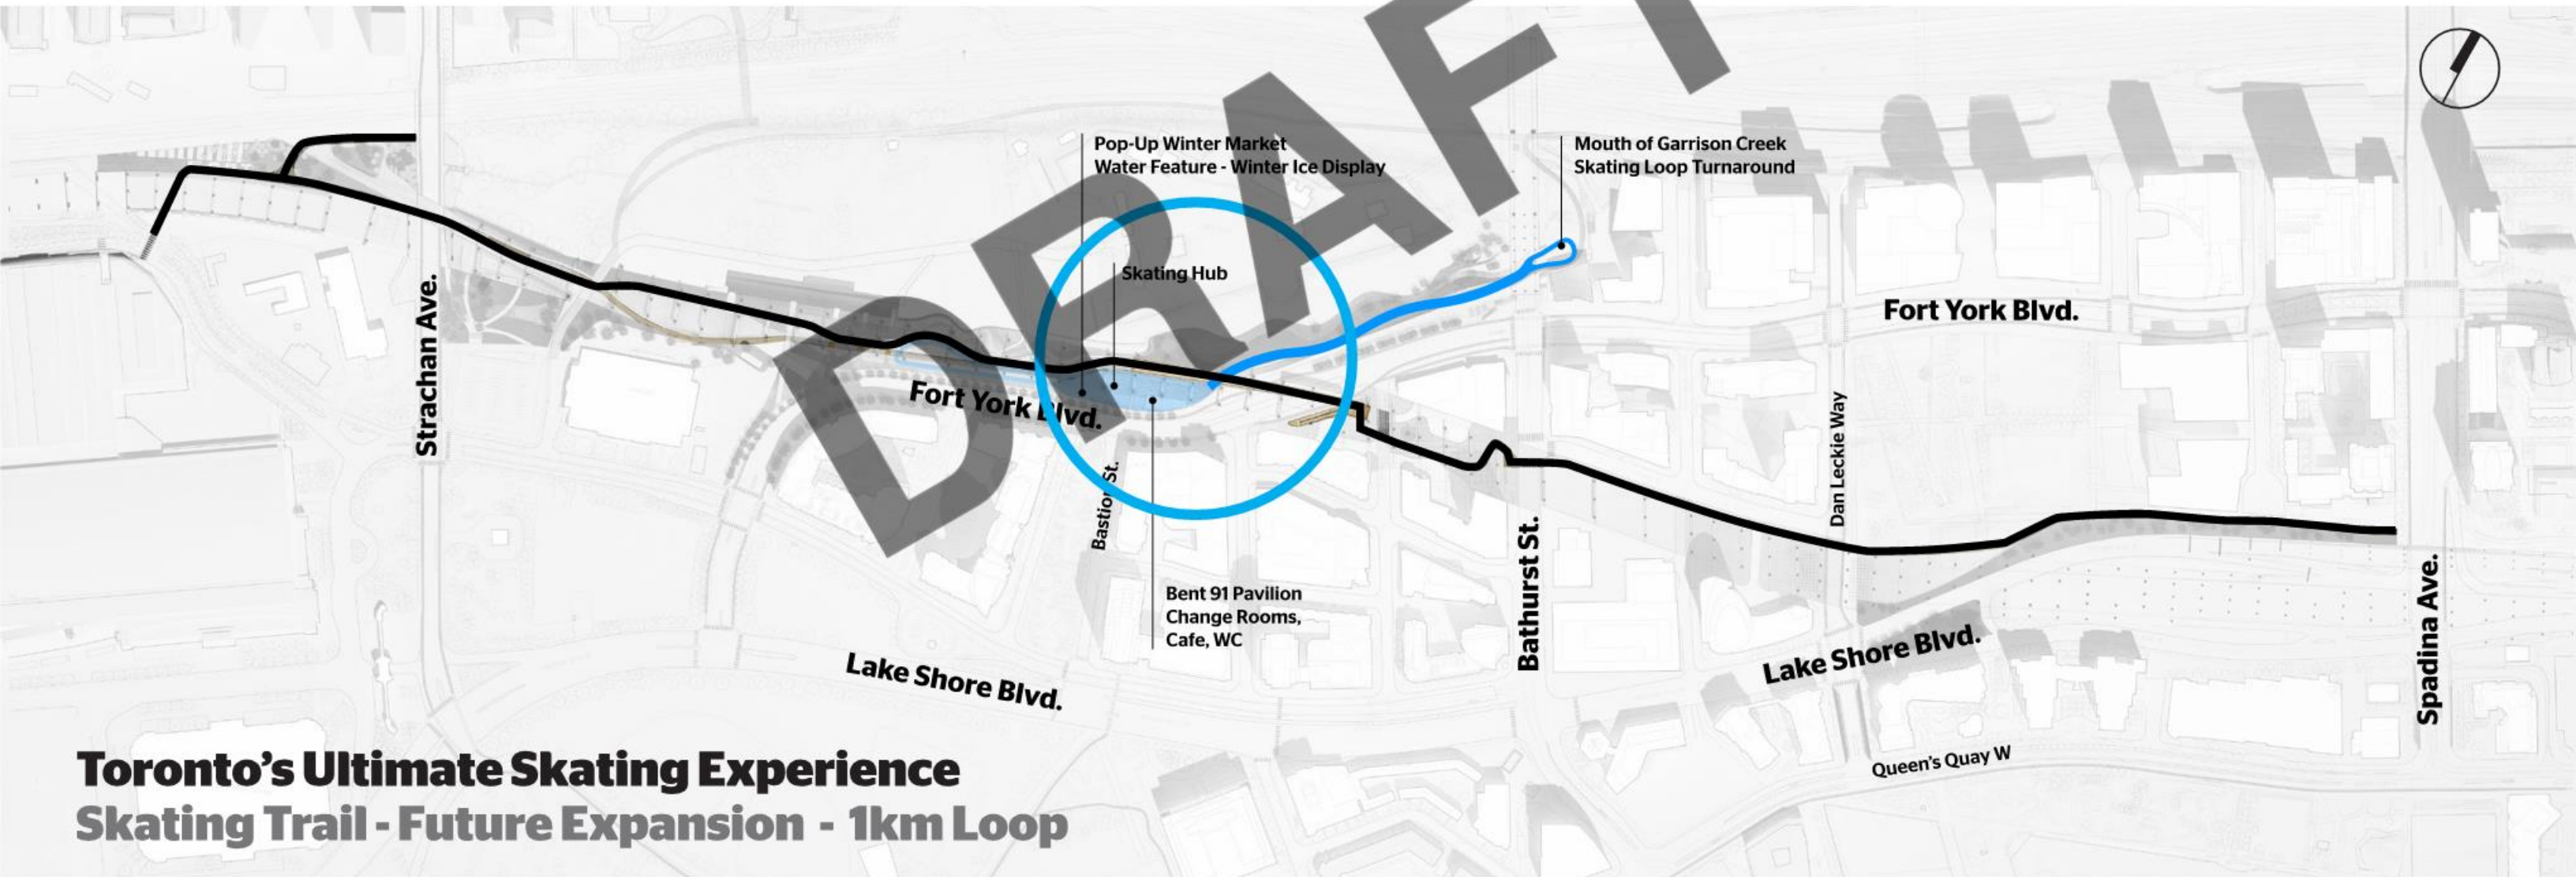 DRAFT
Pop-Up Winter Market
Water Feature - Winter Ice Display
Mouth of Garrison Creek
Skating Loop Turnaround
Skating Hub
Fort York Blvd.
Strachan Ave.
Fort York Blvd.
Dan Leckie Way
Bastion St.
Bathurst St.
Spadina Ave.
Bent 91 Pavilion
Change Rooms,
Cafe, WC
Lake Shore Blvd.
Lake Shore Blvd.
Queen's Quay W
Toronto's Ultimate Skating Experience
Skating Trail - Future Expansion - 1km Loop